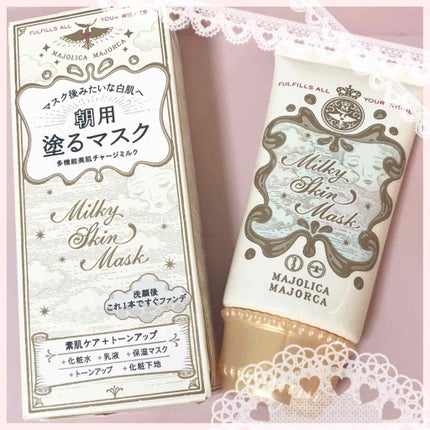 FULFILLS ALL YOUR WISHES
MAJOLICA MAJORCA
マスク後みたいな白肌へ
朝用
塗るマスク
多機能美肌チャージミルク
Milky
Skin
Mask
洗顔後
これ1本ですぐファンデ
素肌ケア+トーンアップ
+化粧水 +乳液 +保湿マスク
+トーンアップ +化粧下地
FULFILLS ALL YOUR WISHES
Milky
Skin
Mask
MAJOLICA
MAJORCA